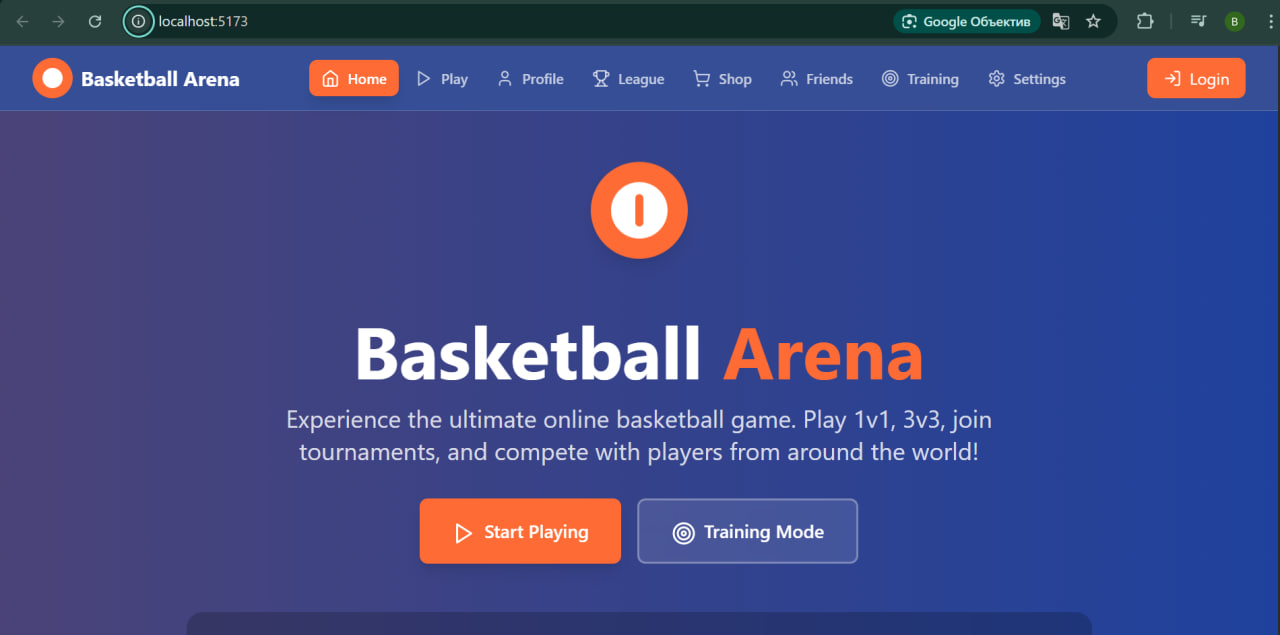 localhost:5173
Google Объектив
B
Basketball Arena
Home
Play
Profile
League
Shop
Friends
Training
Settings
Login
Basketball Arena
Experience the ultimate online basketball game. Play 1v1, 3v3, join
tournaments, and compete with players from around the world!
Start Playing
Training Mode